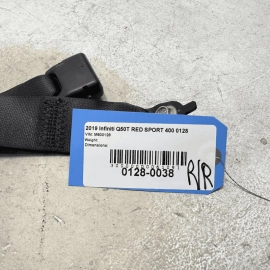 2019 Infiniti Q50T RED SPORT 400 0128
Weight:
Dimensions:
0128-0038
R/R